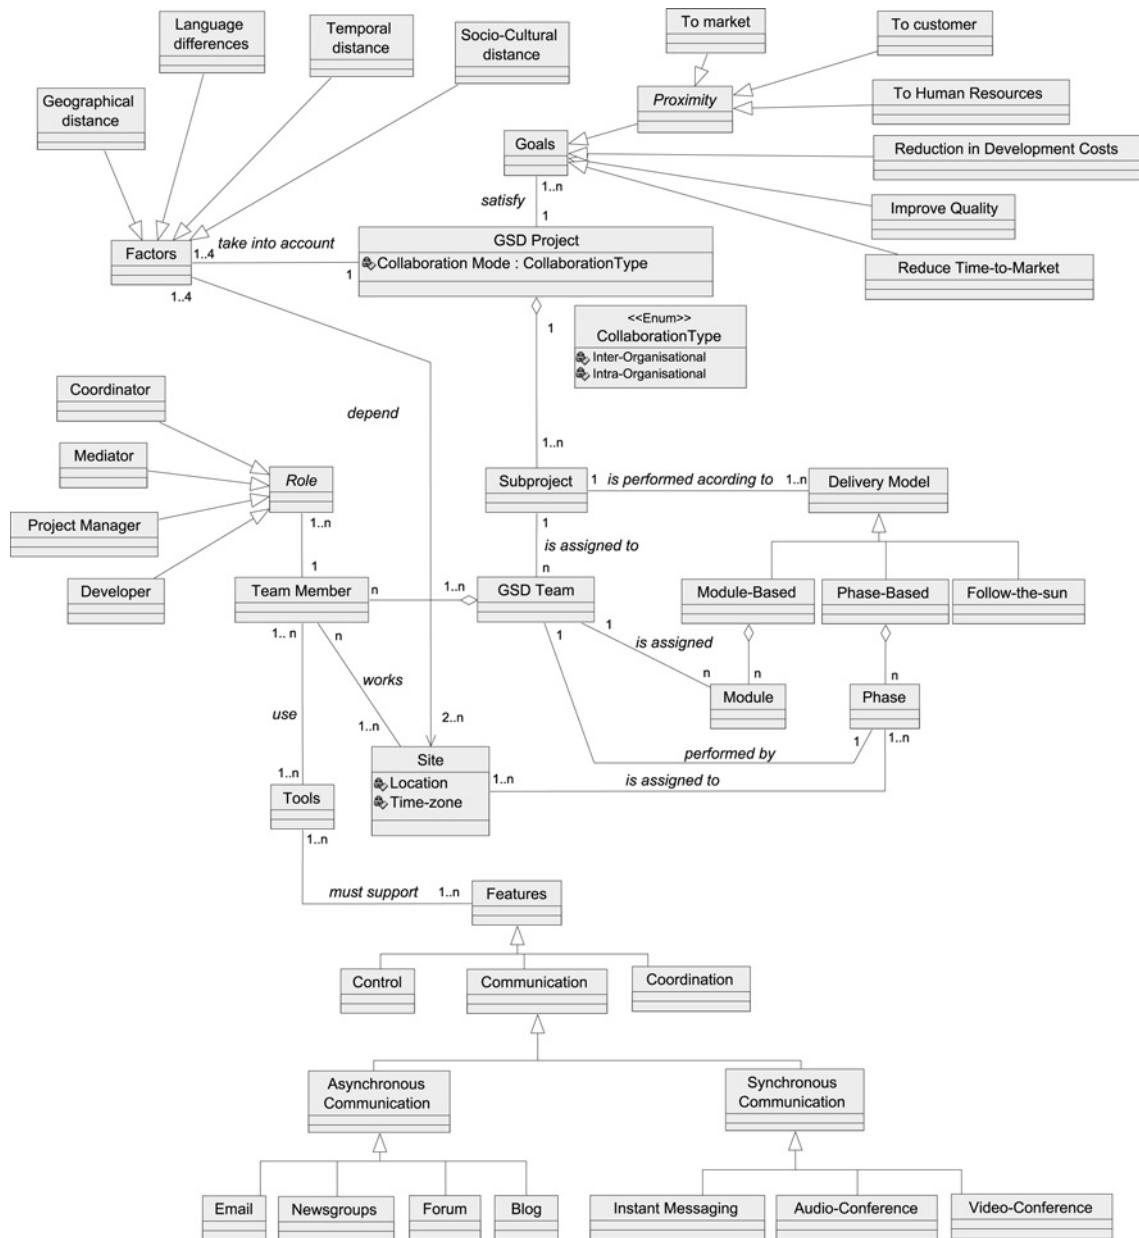 Language
differences
Temporal
distance
Socio-Cultural
distance
To market
To customer
Geographical
distance
Proximity
To Human Resources
Goals
Reduction in Development Costs
1..n
satisfy
1
Improve Quality
Factors
take into account
1..4
1
GSD Project
Collaboration Mode : CollaborationType
Reduce Time-to-Market
1..4
1
<<Enum>>
CollaborationType
Inter-Organisational
Intra-Organisational
Coordinator
depend
Mediator
1..n
Role
Subproject
1
is performed acording to
1..n
Delivery Model
Project Manager
1..n
1
is assigned to
Developer
1
n
Team Member
n
1..n
GSD Team
Module-Based
Phase-Based
Follow-the-sun
1.. n
n
1
1
is assigned
works
n
n
Module
Phase
use
1..n
2..n
1
1..n
performed by
Site
Location
Time-zone
1..n
is assigned to
1..n
Tools
1..n
must support
1..n
Features
Control
Communication
Coordination
Asynchronous
Communication
Synchronous
Communication
Email
Newsgroups
Forum
Blog
Instant Messaging
Audio-Conference
Video-Conference